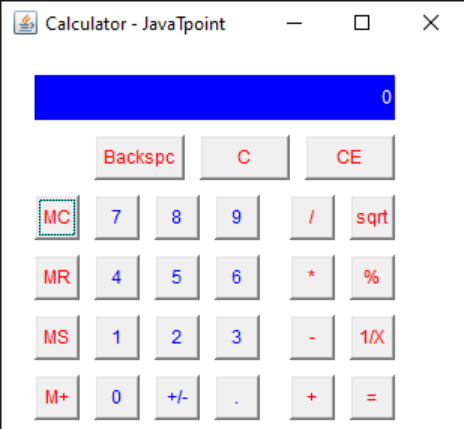 Calculator - JavaTpoint
0
Backspc C CE
MC 7 8 9 / sqrt
MR 4 5 6 * %
MS 1 2 3 - 1/X
M+ 0 +/- . + =